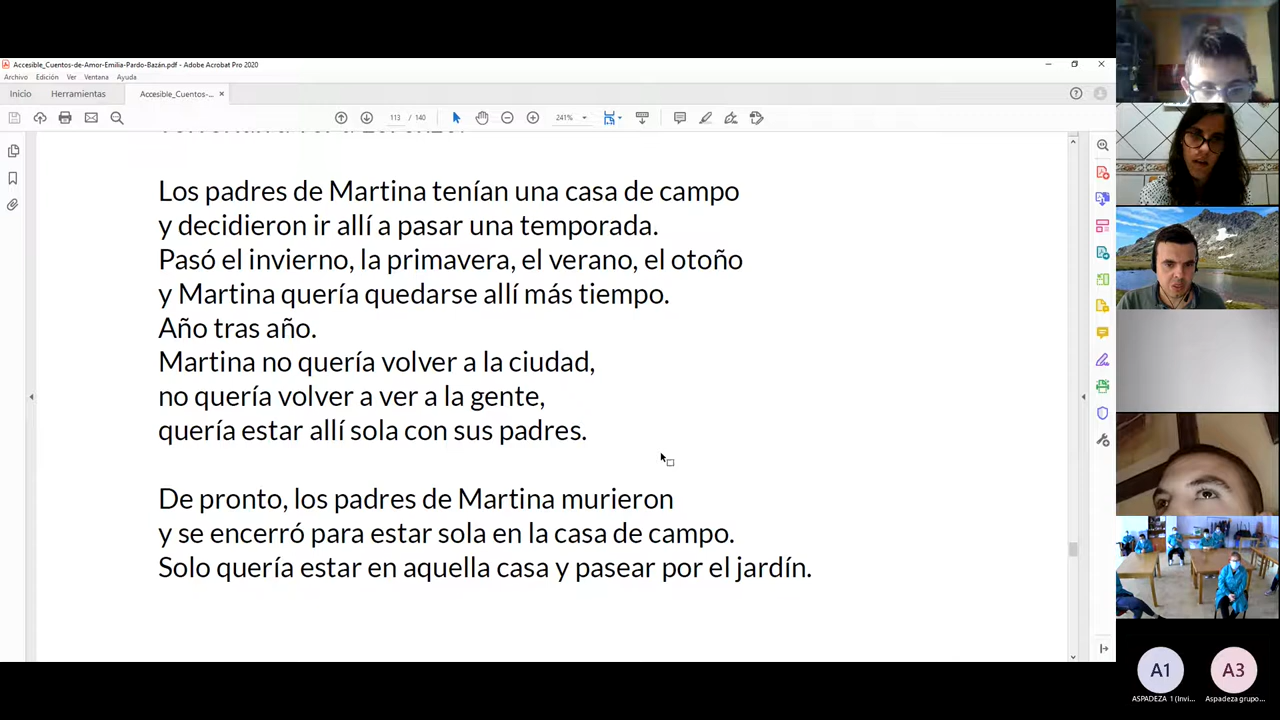 Accesible_Cuentos-de-Amor-Emilia-Pardo-Bazán.pdf - Adobe Acrobat Pro 2020
Archivo Edición Ver Ventana Ayuda
Inicio Herramientas Accesible_Cuentos-...
113 / 140 241%
Los padres de Martina tenían una casa de campo
y decidieron ir allí a pasar una temporada.
Pasó el invierno, la primavera, el verano, el otoño
y Martina quería quedarse allí más tiempo.
Año tras año.
Martina no quería volver a la ciudad,
no quería volver a ver a la gente,
quería estar allí sola con sus padres.
De pronto, los padres de Martina murieron
y se encerró para estar sola en la casa de campo.
Solo quería estar en aquella casa y pasear por el jardín.
A1 A3
ASPADEZA 1 (Invi... Aspadeza grupo...